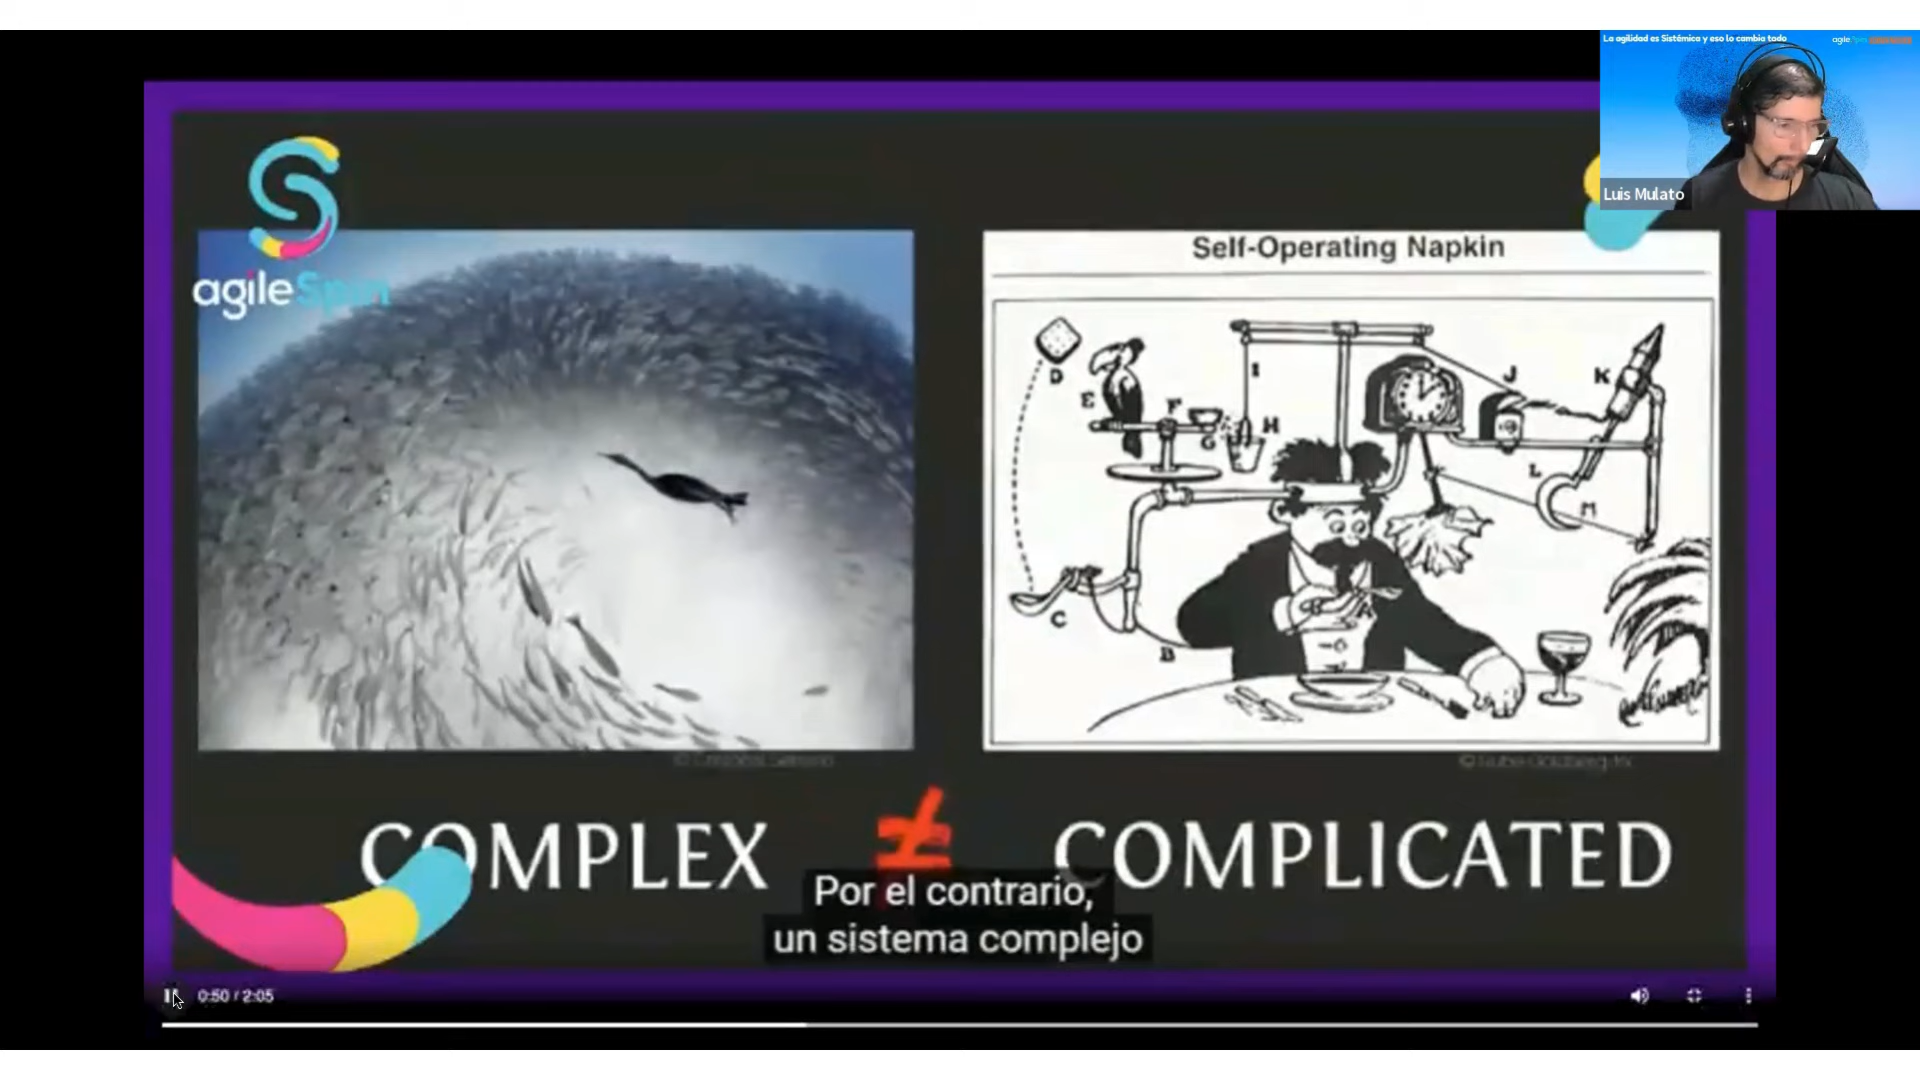 La agilidad es Sistémica y eso lo cambia todo
agile
Luis Mulato
agileSpin
Self-Operating Napkin
D
E
F
G
H
I
J
K
L
M
C
B
A
COMPLEX ≠ COMPLICATED
Por el contrario,
un sistema complejo
0:50 / 2:05